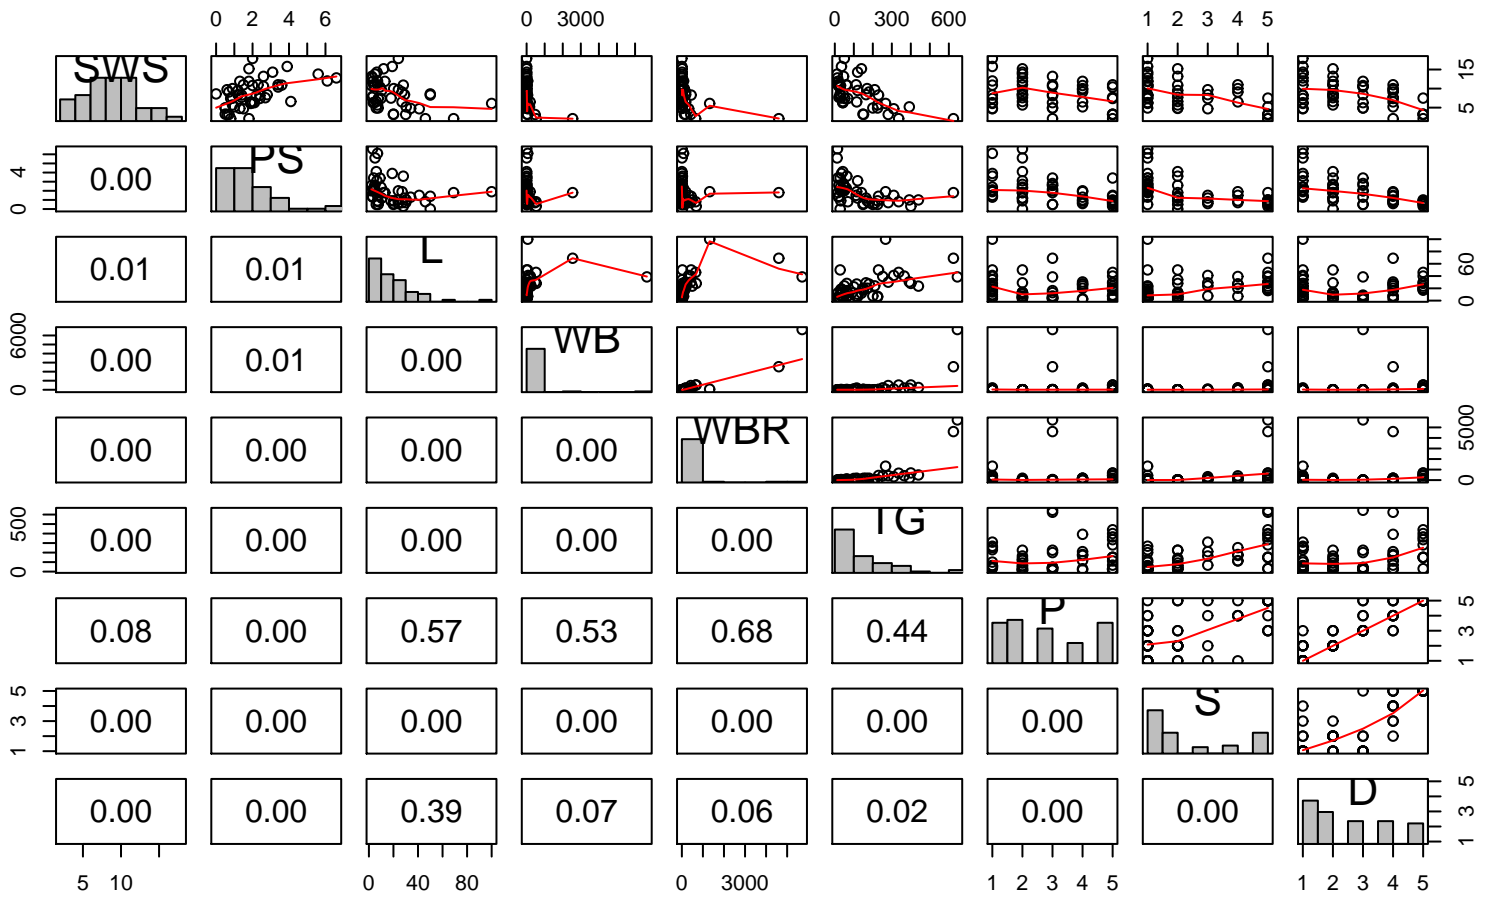 0 2 4 6 0 3000 0 300 600 1 2 3 4 5
SWS 5 15
0 4 0.00 PS
0.01 0.01 L 0 60
0 6000 0.00 0.01 0.00 WB
0.00 0.00 0.00 0.00 WBR 0 5000
0 500 0.00 0.00 0.00 0.00 0.00 TG
0.08 0.00 0.57 0.53 0.68 0.44 P 1 3 5
1 3 5 0.00 0.00 0.00 0.00 0.00 0.00 0.00 S
0.00 0.00 0.39 0.07 0.06 0.02 0.00 0.00 D 1 3 5
5 10 0 40 80 0 3000 1 2 3 4 5 1 2 3 4 5